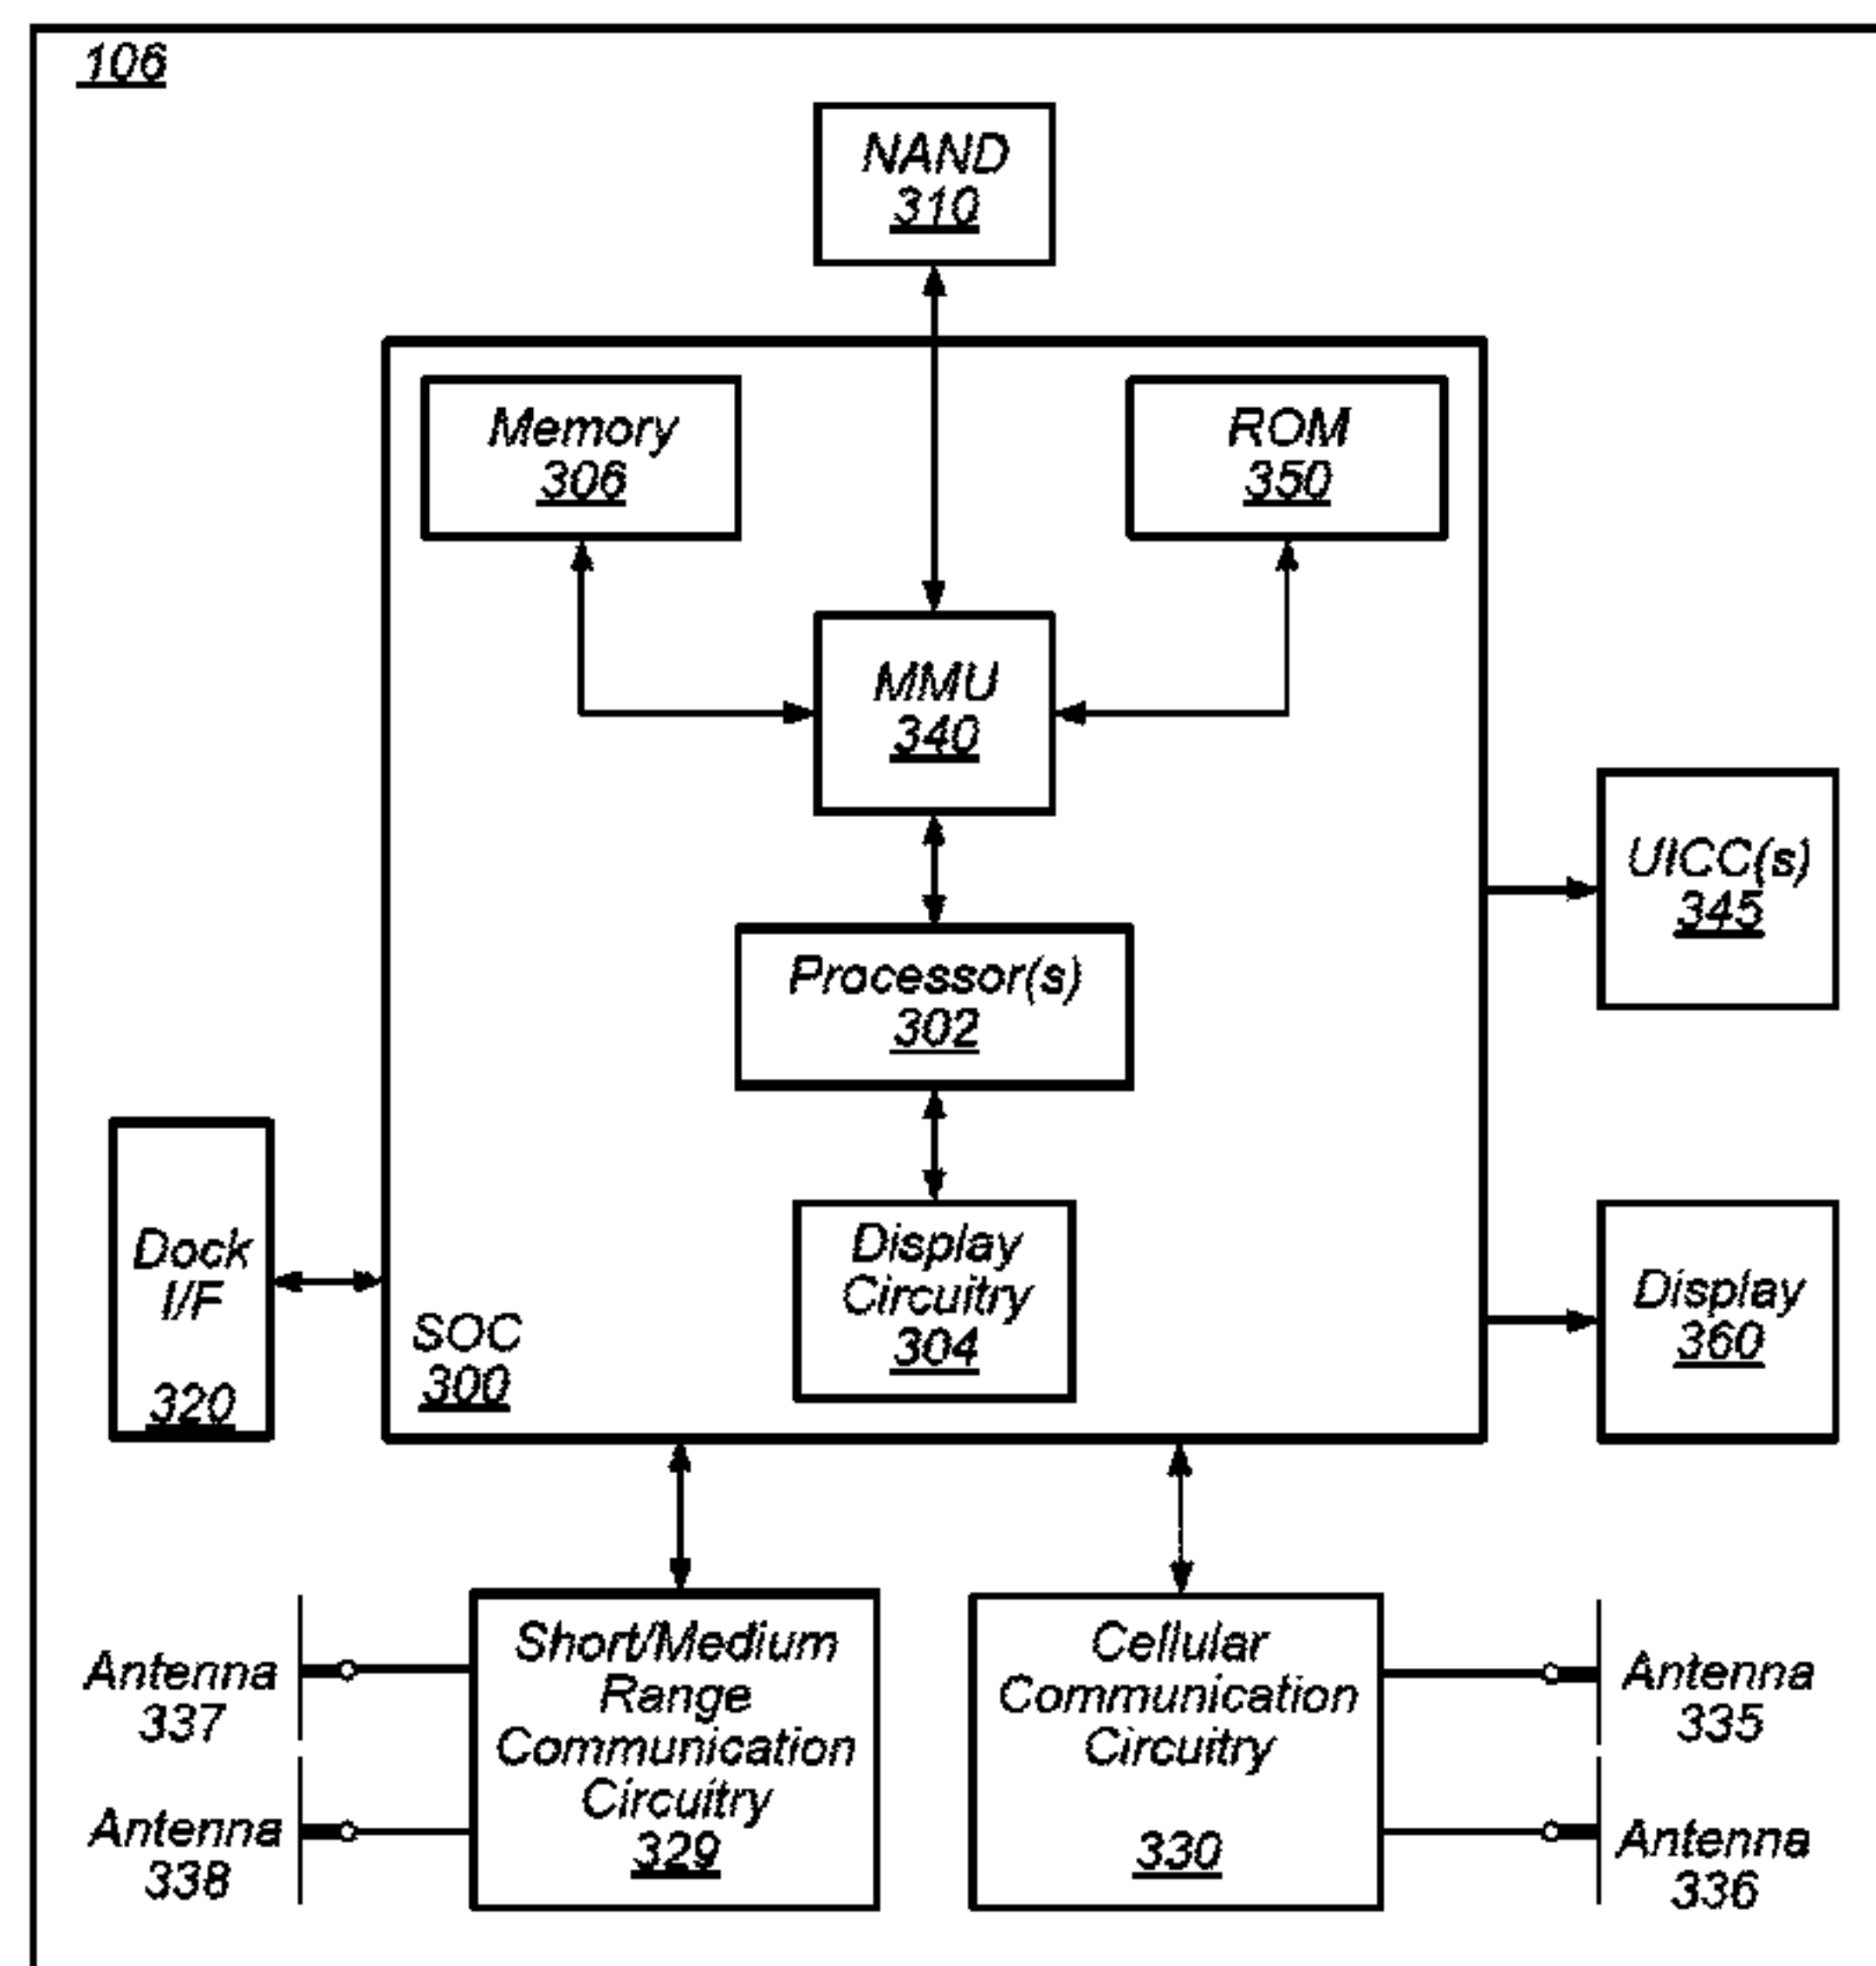 106
NAND
310
Memory
306
ROM
350
MMU
340
UICC(s)
345
Processor(s)
302
Dock
I/F
320
Display
Circuitry
304
SOC
300
Display
360
Short/Medium
Range
Communication
Circuitry
329
Cellular
Communication
Circuitry
330
Antenna
337
Antenna
338
Antenna
335
Antenna
336